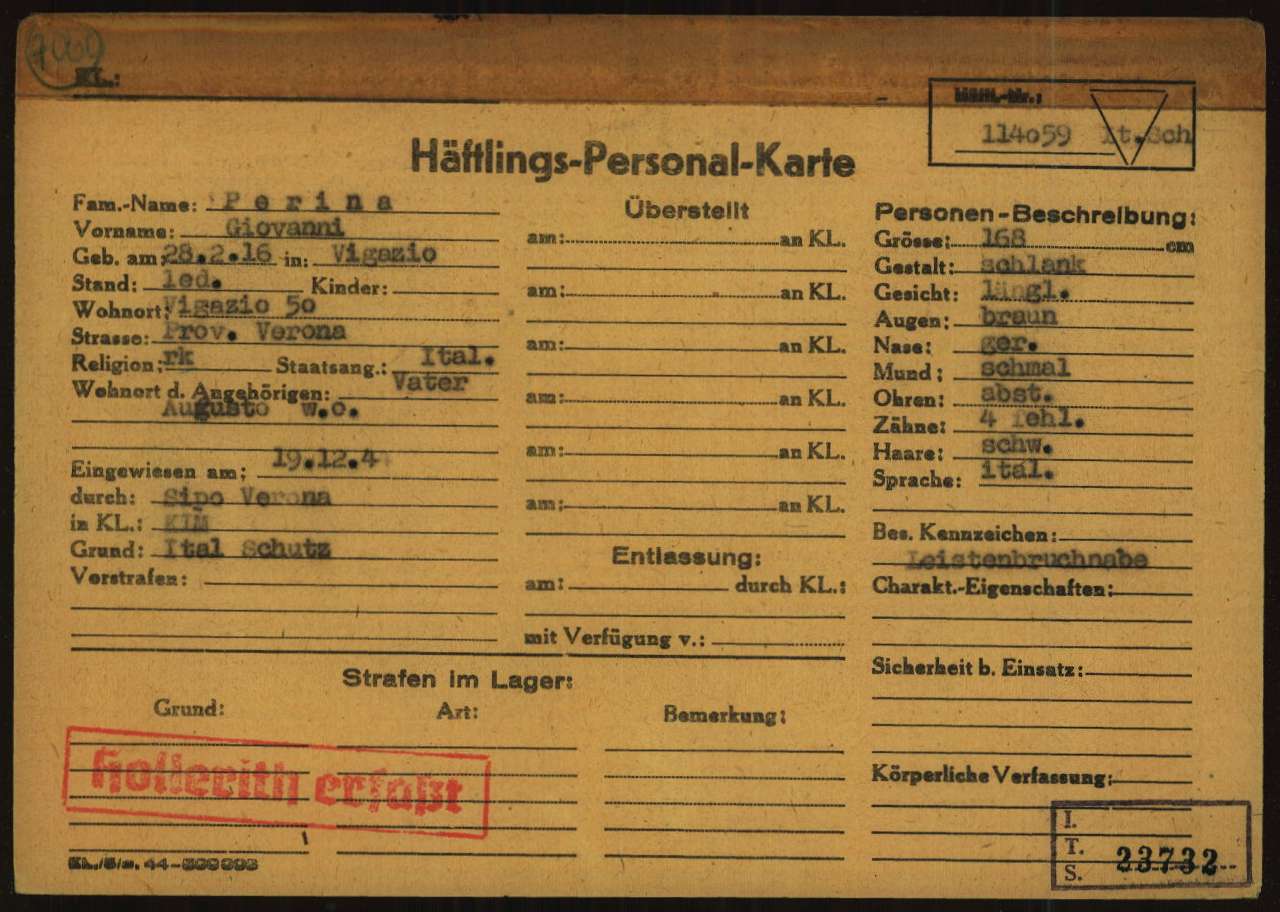 7009
KL.:
Häftl.-Nr.:
114o59 It.Sch
Häftlings-Personal-Karte
Fam.-Name: Perina
Vorname: Giovanni
Geb. am: 28.2.16 in: Vigazio
Stand: led. Kinder:
Wohnort: Vigazio 5o
Strasse: Prov. Verona
Religion: rk Staatsang.: Ital.
Wohnort d. Angehörigen: Vater
Augusto w.o.
Eingewiesen am: 19.12.44
durch: Sipo Verona
in KL.: KIM
Grund: Ital Schutz
Vorstrafen:
Überstellt
am: an KL.
am: an KL.
am: an KL.
am: an KL.
am: an KL.
am: an KL.
Entlassung:
am: durch KL.:
mit Verfügung v.:
Personen-Beschreibung:
Grösse: 168 cm
Gestalt: schlank
Gesicht: längl.
Augen: braun
Nase: ger.
Mund: schmal
Ohren: abst.
Zähne: 4 fehl.
Haare: schw.
Sprache: ital.
Bes. Kennzeichen:
Leistenbruchnabe
Charakt.-Eigenschaften:
Sicherheit b. Einsatz:
Körperliche Verfassung:
Strafen im Lager:
Grund: Art: Bemerkung:
Hollerith erfaßt
I.
T.
S. 23732